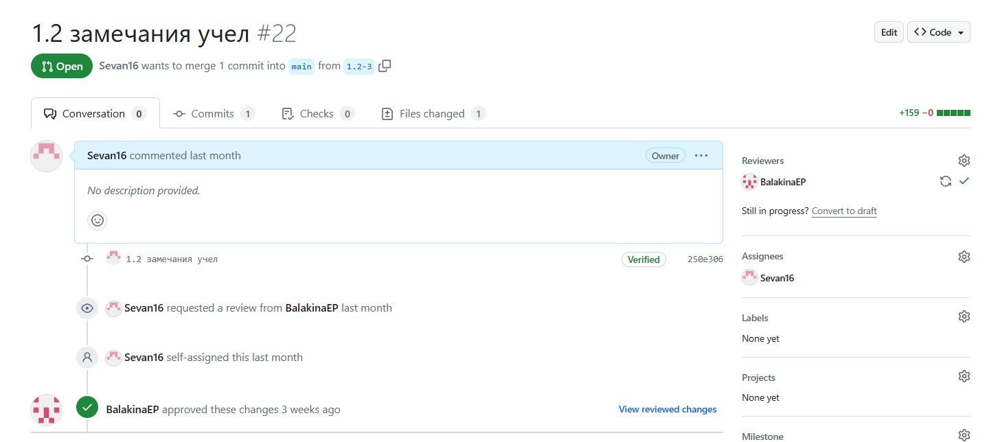 1.2 замечания учел #22
Edit
Code
Open
Sevan16 wants to merge 1 commit into main from 1.2-3
Conversation 0
Commits 1
Checks 0
Files changed 1
+159 −0
Sevan16 commented last month
Owner
No description provided.
1.2 замечания учел
Verified
250e306
Sevan16 requested a review from BalakinaEP last month
Sevan16 self-assigned this last month
BalakinaEP approved these changes 3 weeks ago
View reviewed changes
Reviewers
BalakinaEP
Still in progress? Convert to draft
Assignees
Sevan16
Labels
None yet
Projects
None yet
Milestone